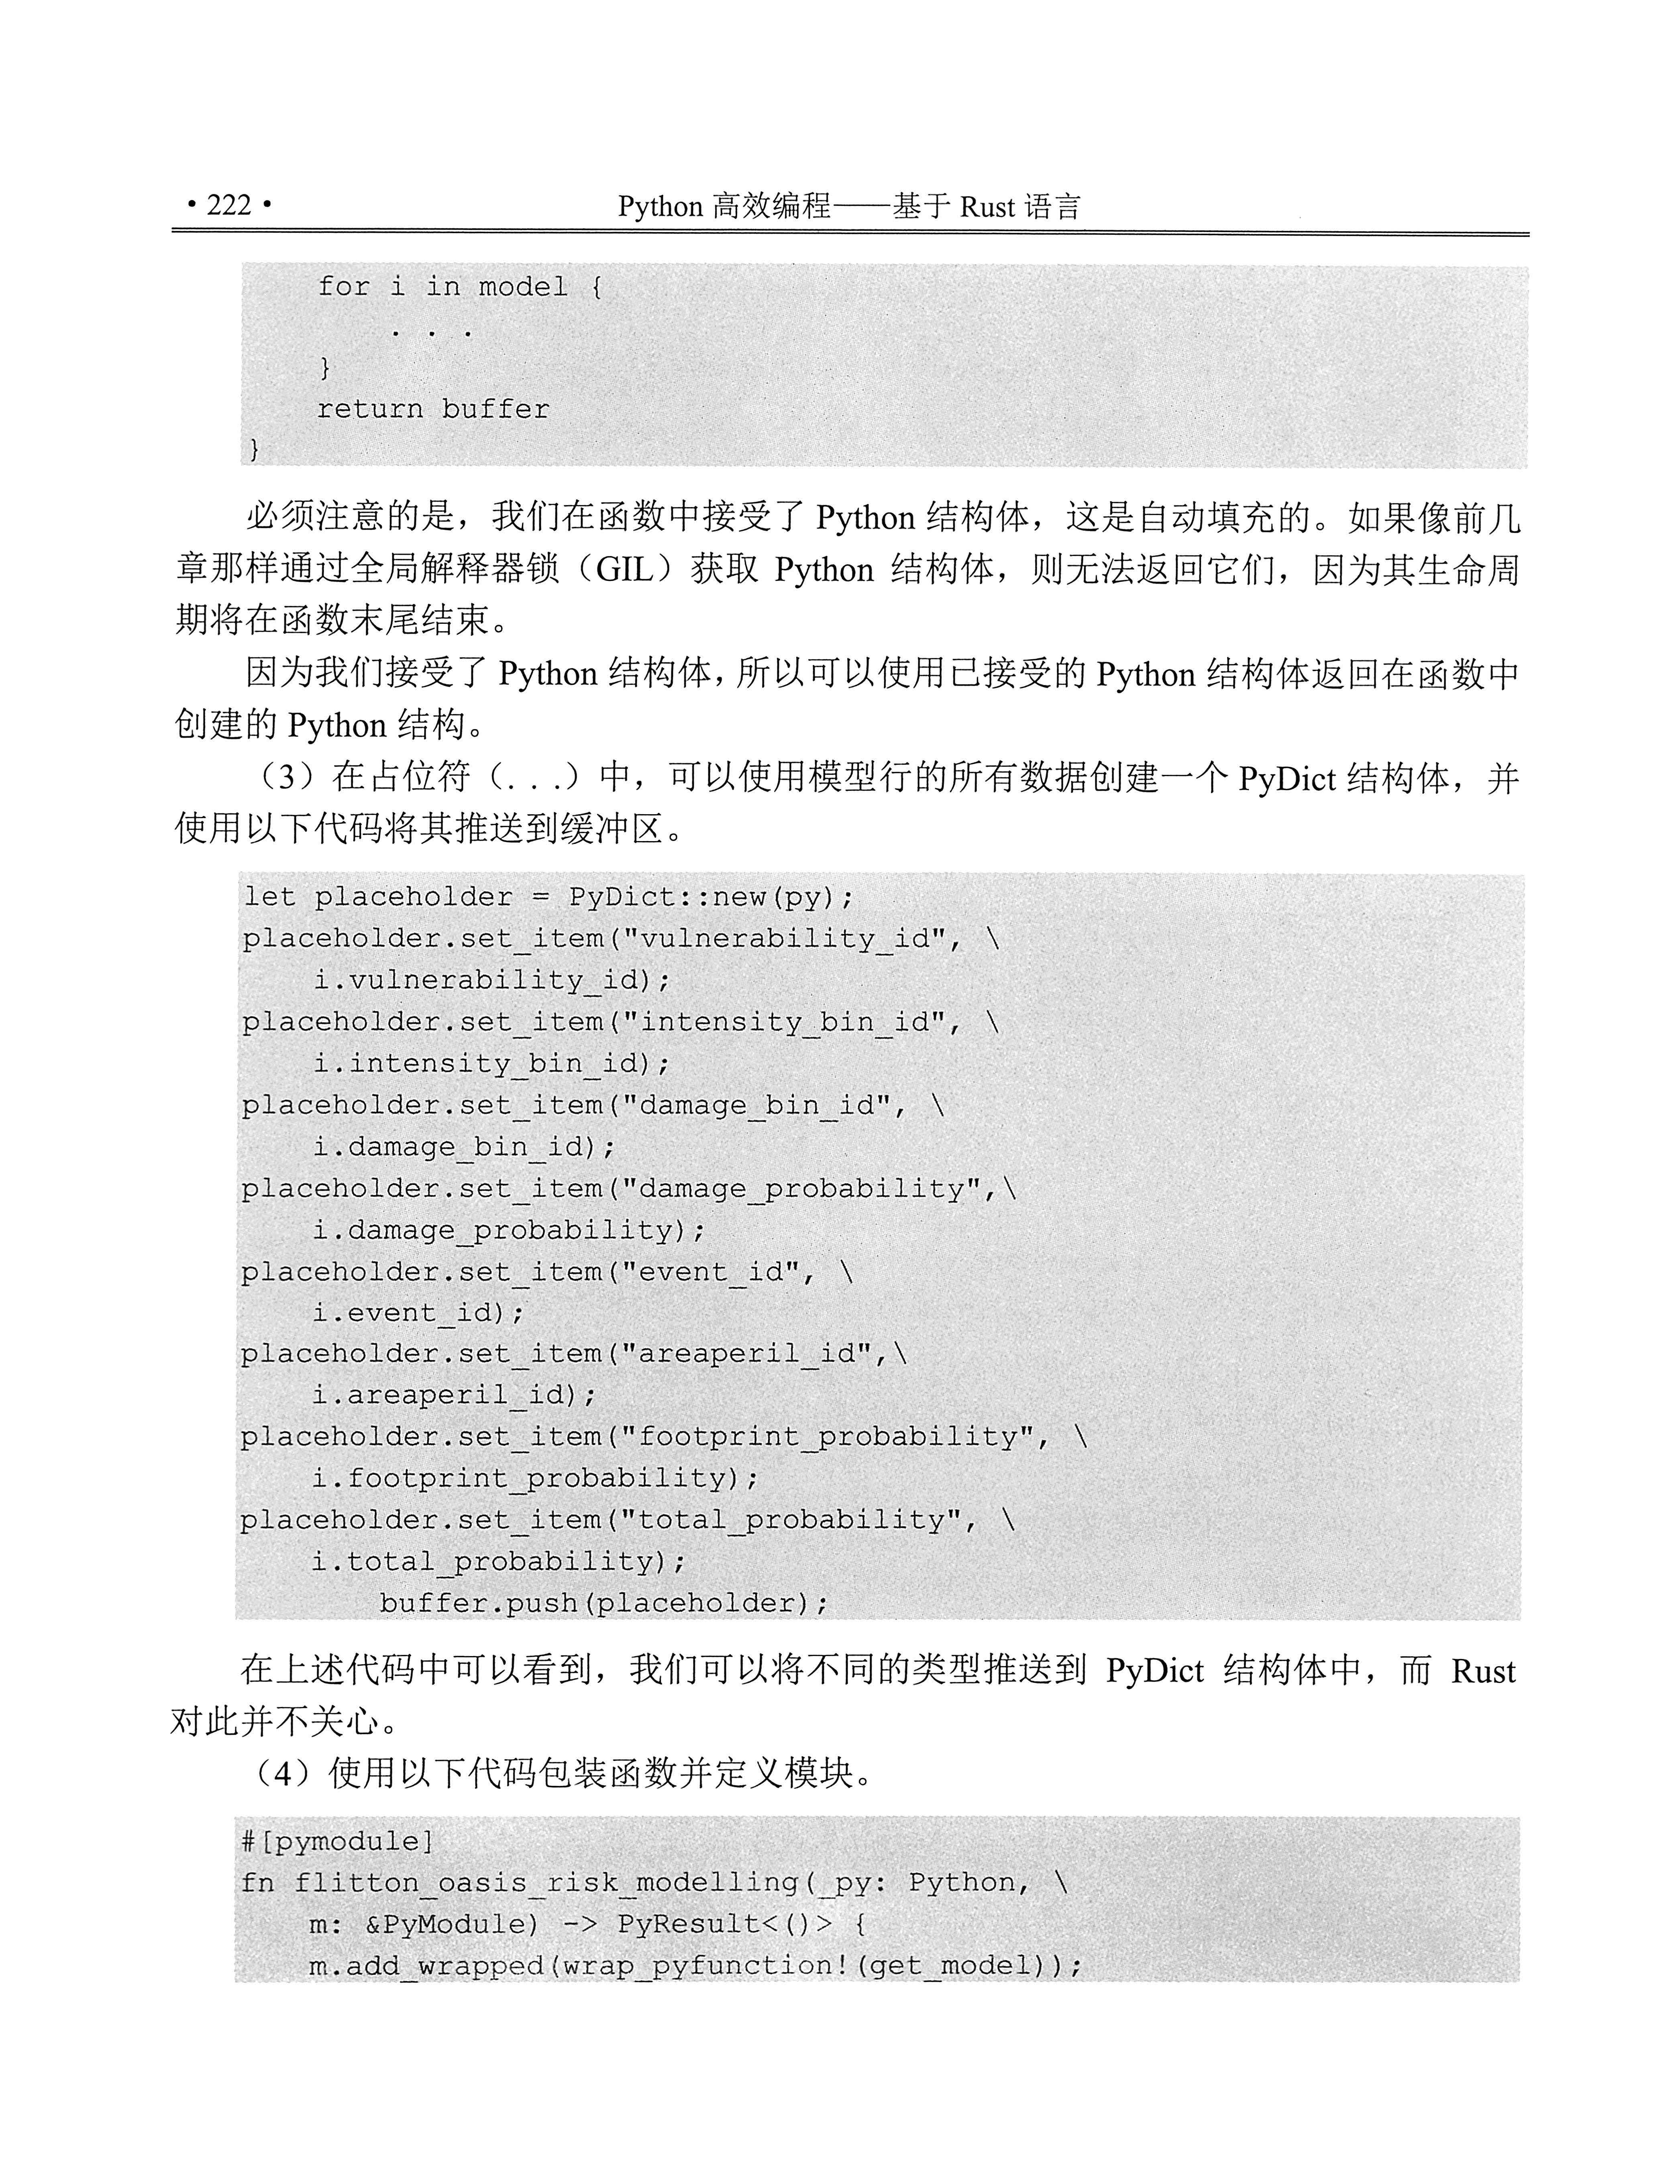 • 222 •
Python 高效编程——基于 Rust 语言
for i in model {
. . .
}
return buffer
}
必须注意的是，我们在函数中接受了 Python 结构体，这是自动填充的。如果像前几
章那样通过全局解释器锁（GIL）获取 Python 结构体，则无法返回它们，因为其生命周
期将在函数末尾结束。
因为我们接受了 Python 结构体，所以可以使用已接受的 Python 结构体返回在函数中
创建的 Python 结构。
（3）在占位符（. . .）中，可以使用模型行的所有数据创建一个 PyDict 结构体，并
使用以下代码将其推送到缓冲区。
let placeholder = PyDict::new(py);
placeholder.set_item("vulnerability_id", \
i.vulnerability_id);
placeholder.set_item("intensity_bin_id", \
i.intensity_bin_id);
placeholder.set_item("damage_bin_id", \
i.damage_bin_id);
placeholder.set_item("damage_probability",\
i.damage_probability);
placeholder.set_item("event_id", \
i.event_id);
placeholder.set_item("areaperil_id",\
i.areaperil_id);
placeholder.set_item("footprint_probability", \
i.footprint_probability);
placeholder.set_item("total_probability", \
i.total_probability);
buffer.push(placeholder);
在上述代码中可以看到，我们可以将不同的类型推送到 PyDict 结构体中，而 Rust
对此并不关心。
（4）使用以下代码包装函数并定义模块。
#[pymodule]
fn flitton_oasis_risk_modelling(_py: Python, \
m: &PyModule) -> PyResult<()> {
m.add_wrapped(wrap_pyfunction!(get_model));